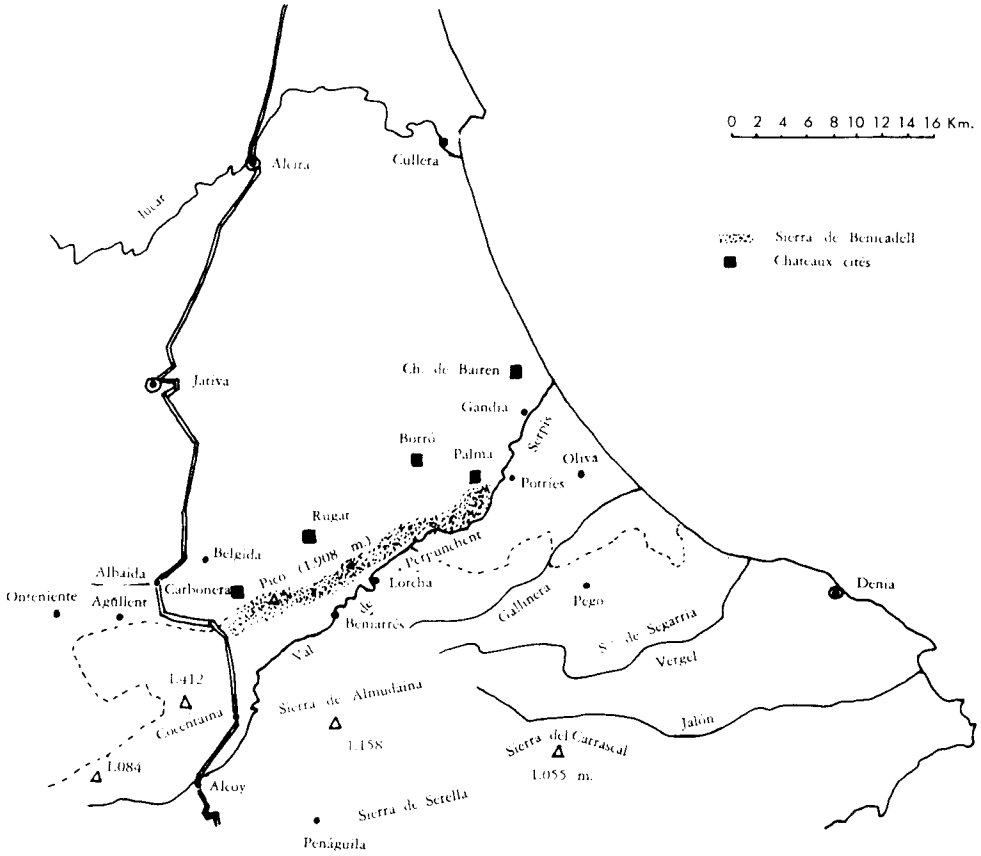 0 2 4 6 8 10 12 14 16 Km.
Cullera
Alcira
Jucar
Sierra de Benicadell
Châteaux cités
Ch. de Bairen
Jativa
Gandia
Serpis
Borró
Palma
Oliva
Potríes
Rugat
Pico (1.908 m.)
Perpunchent
Belgida
Albaida
Carbonera
Lorcha
Onteniente
Agullent
Val de
Beniarrés
Gallinera
Pego
Denia
Sª de Segarria
Vergel
1.412
Sierra de Almudaina
Cocentaina
1.158
Jalón
Sierra del Carrascal
1.055 m.
1.084
Alcoy
Sierra de Serella
Penáguila